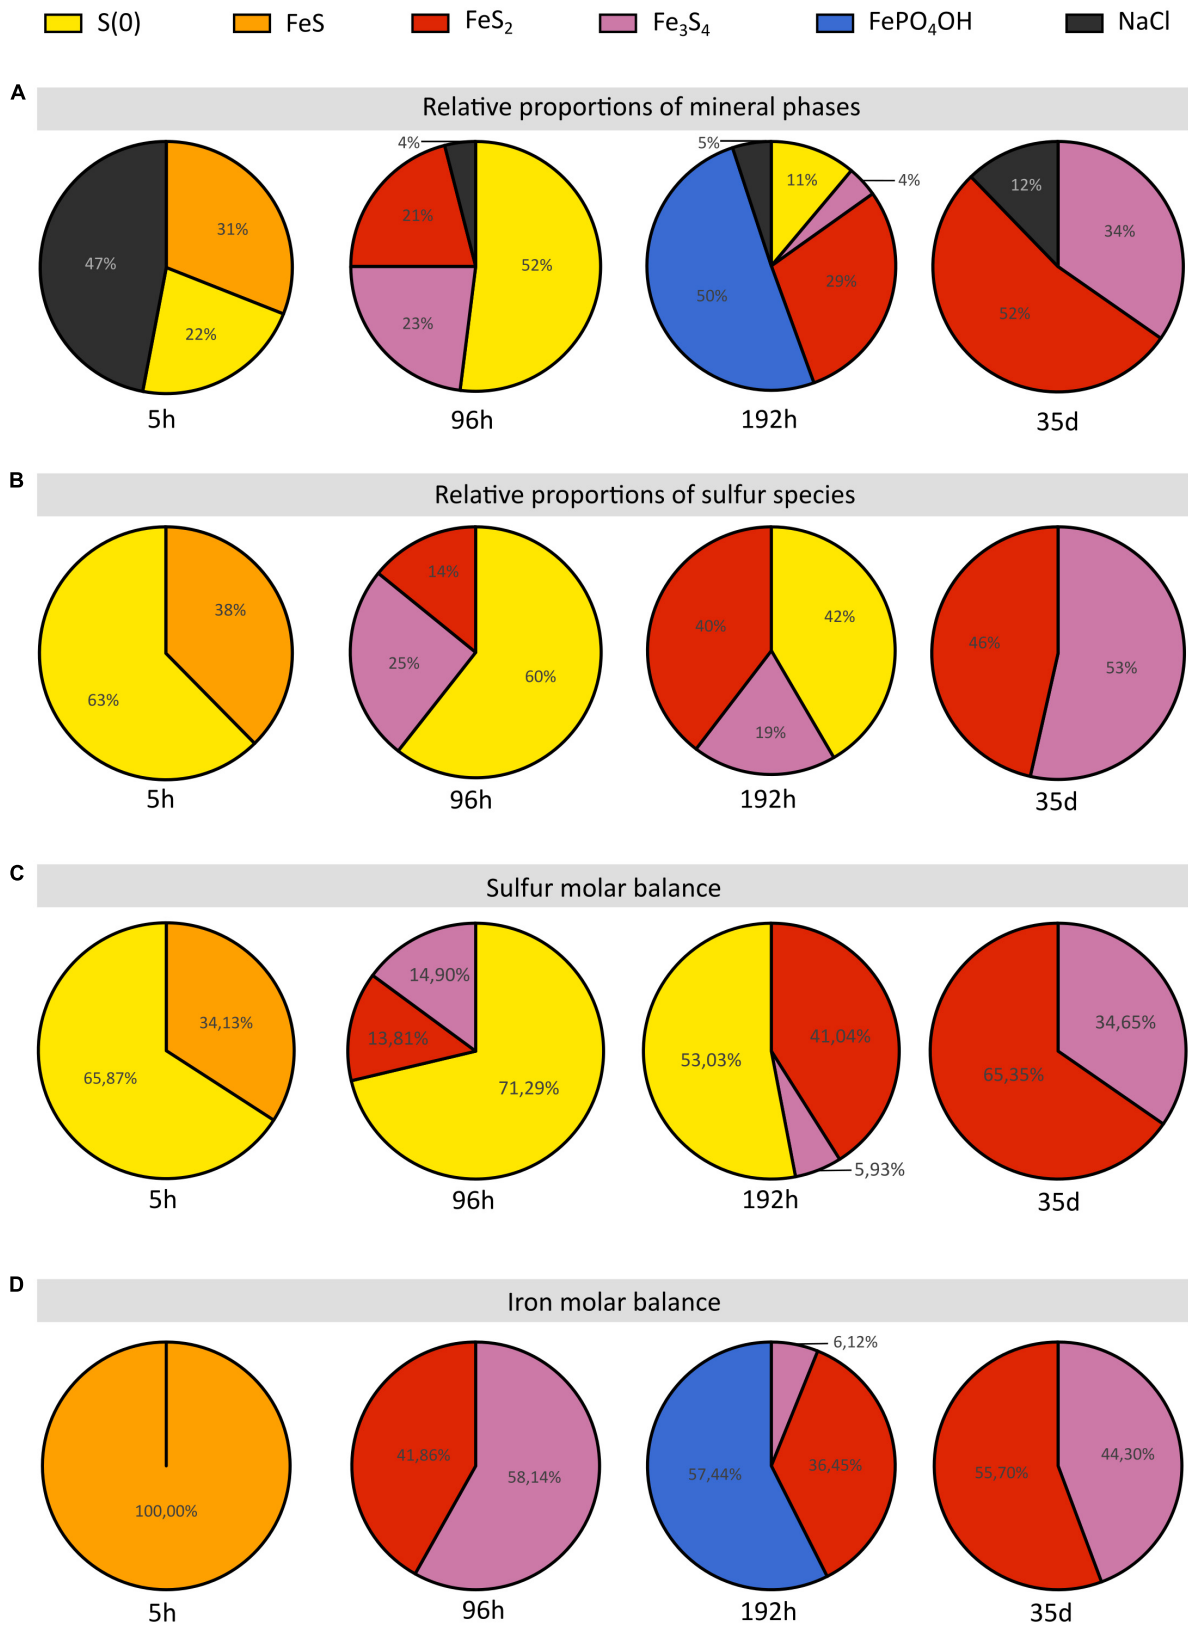 S(0) FeS FeS₂ Fe₃S₄ FePO₄OH NaCl
A
Relative proportions of mineral phases
47% 31% 22%
4% 21% 52% 23%
5% 11% 4% 29% 50%
12% 34% 52%
5h 96h 192h 35d
B
Relative proportions of sulfur species
38% 63%
14% 25% 60%
40% 42% 19%
46% 53%
5h 96h 192h 35d
C
Sulfur molar balance
34,13% 65,87%
14,90% 13,81% 71,29%
53,03% 41,04% 5,93%
34,65% 65,35%
5h 96h 192h 35d
D
Iron molar balance
100,00%
41,86% 58,14%
6,12% 57,44% 36,45%
55,70% 44,30%
5h 96h 192h 35d